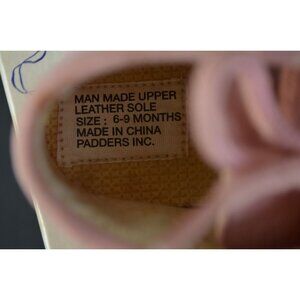 MAN MADE UPPER
LEATHER SOLE
SIZE : 6-9 MONTHS
MADE IN CHINA
PADDERS INC.